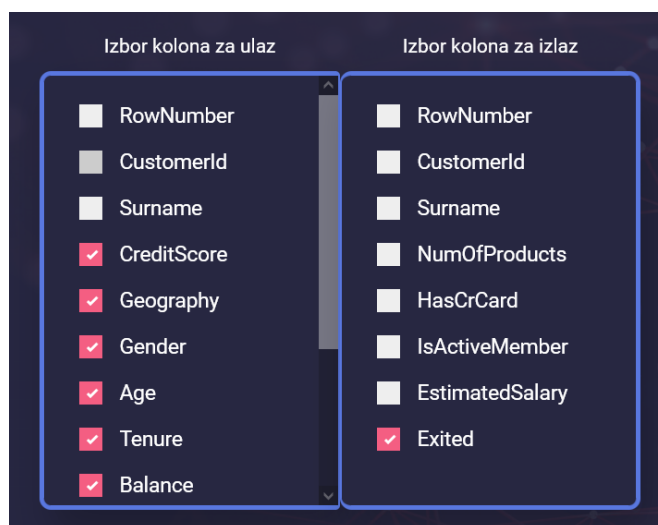 Izbor kolona za ulaz
RowNumber
CustomerId
Surname
CreditScore
Geography
Gender
Age
Tenure
Balance
Izbor kolona za izlaz
RowNumber
CustomerId
Surname
NumOfProducts
HasCrCard
IsActiveMember
EstimatedSalary
Exited